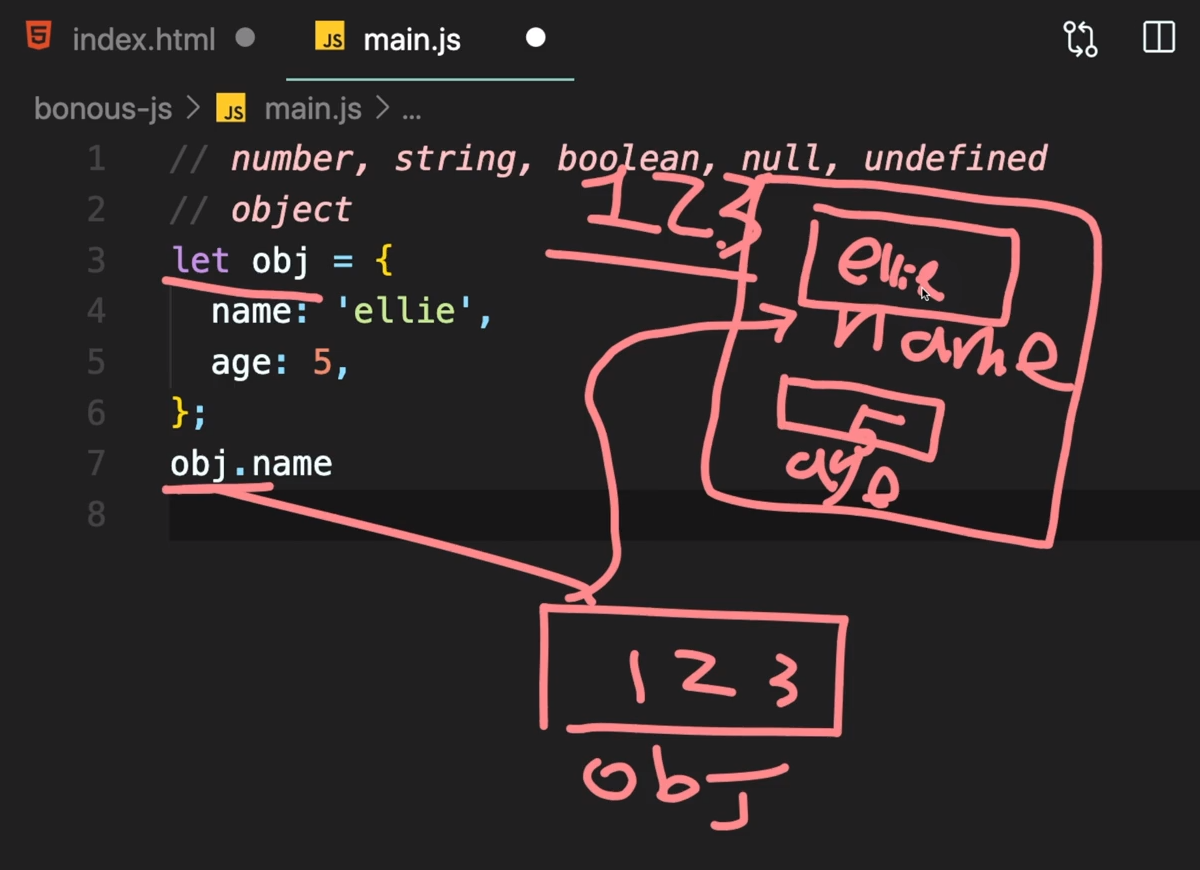 index.html
JS main.js
bonous-js > JS main.js > ...
1 // number, string, boolean, null, undefined
2 // object
3 let obj = {
4 name: 'ellie',
5 age: 5,
6 };
7 obj.name
8
123
ellie
name
5
age
123
obj